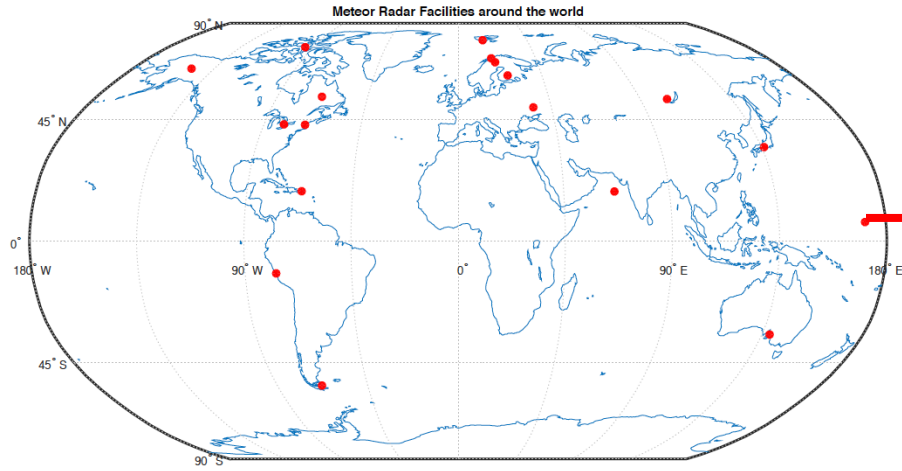 Meteor Radar Facilities around the world
90° N
45° N
0°
180° W
90° W
0°
90° E
180° E
45° S
90° S